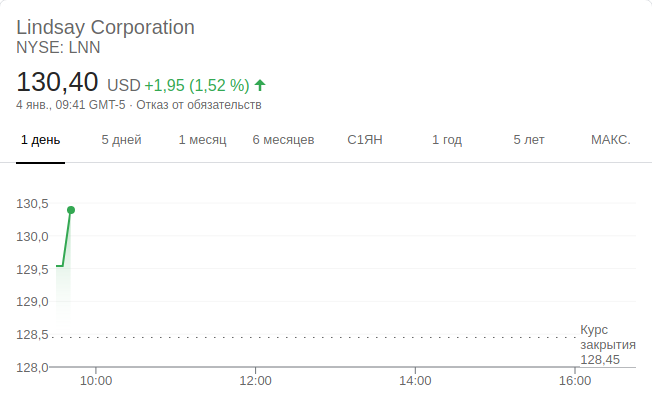 Lindsay Corporation
NYSE: LNN
130,40 USD +1,95 (1,52 %)
4 янв., 09:41 GMT-5 · Отказ от обязательств
1 день 5 дней 1 месяц 6 месяцев С1ЯН 1 год 5 лет МАКС.
130,5
130,0
129,5
129,0
128,5
128,0
Курс
закрытия
128,45
10:00 12:00 14:00 16:00